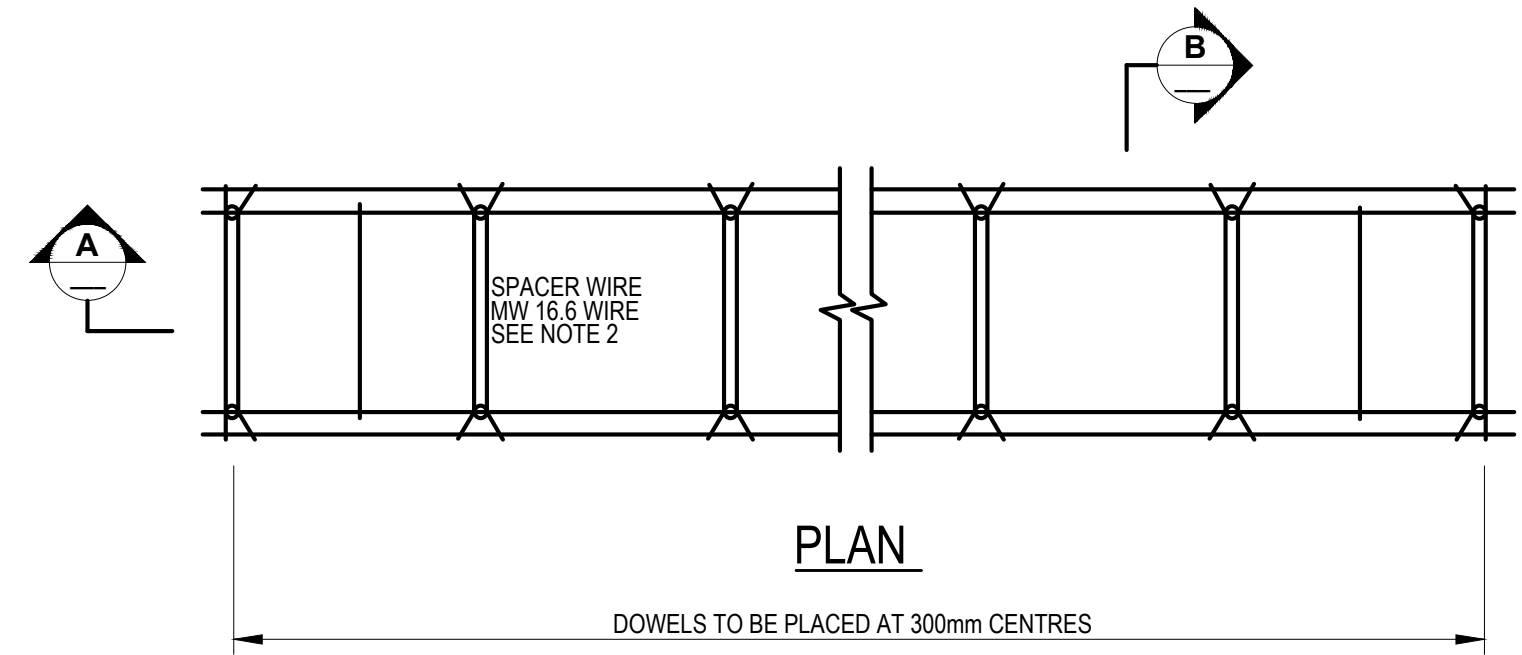 B
A
SPACER WIRE
MW 16.6 WIRE
SEE NOTE 2
PLAN
DOWELS TO BE PLACED AT 300mm CENTRES